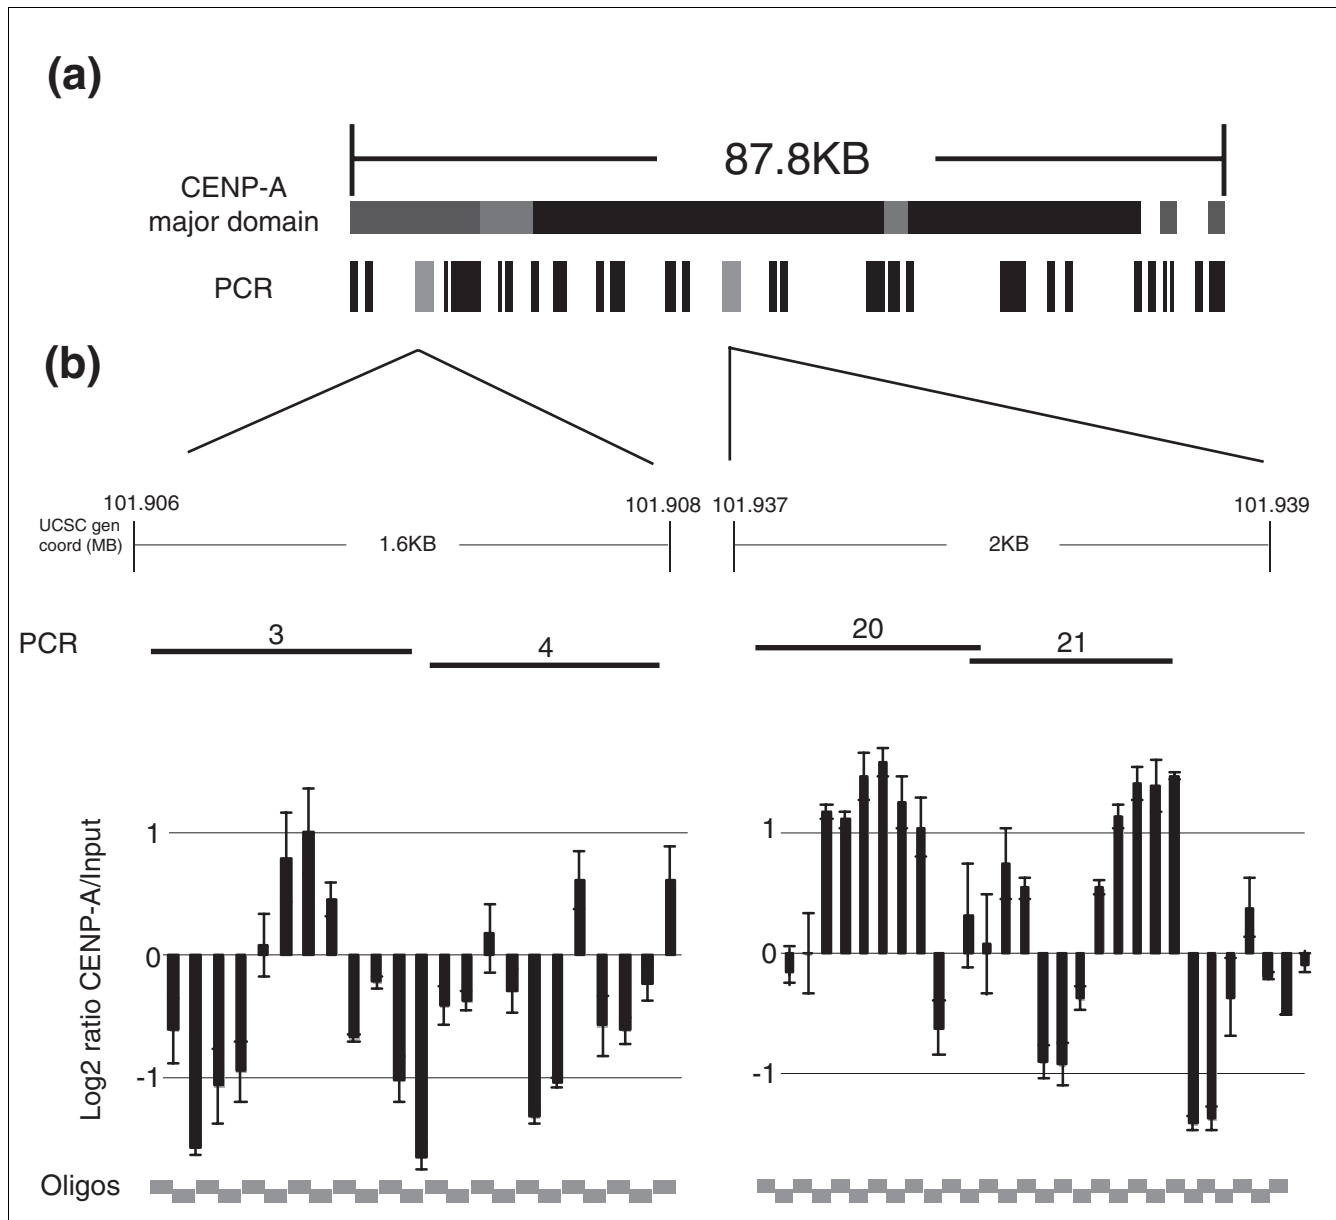 (a)
87.8KB
CENP-A
major domain
PCR
(b)
101.906
101.908
101.937
101.939
UCSC gen
coord (MB)
1.6KB
2KB
PCR
3
4
20
21
Log2 ratio CENP-A/Input
1
0
-1
1
0
-1
Oligos